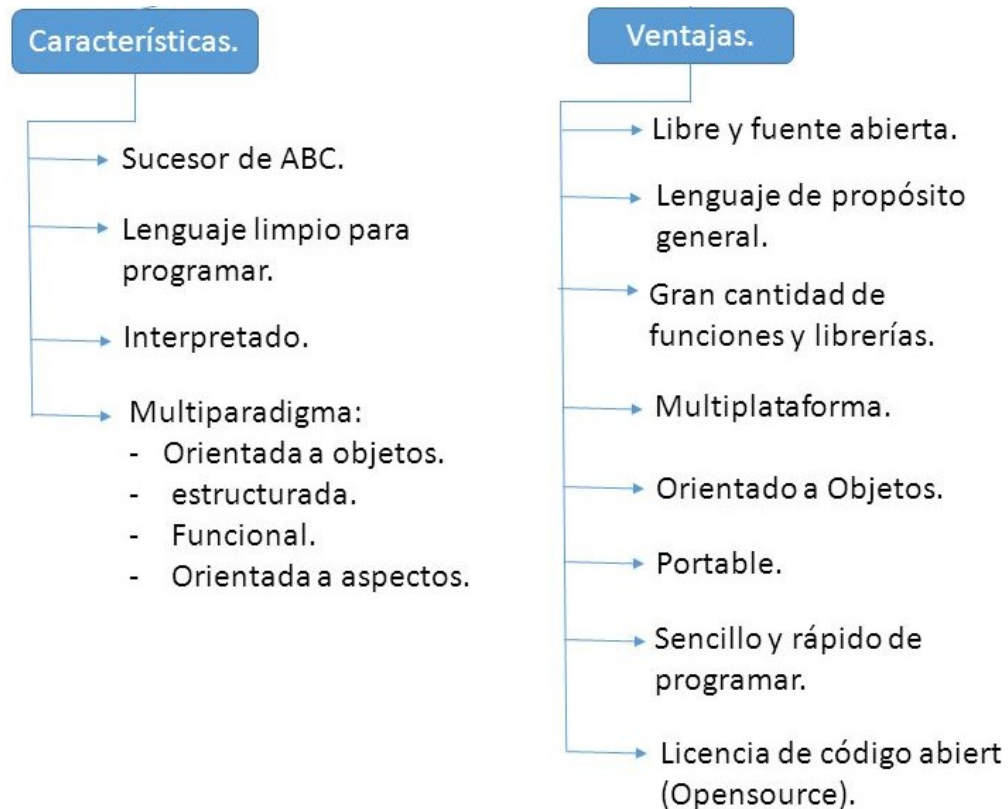 Características.
Sucesor de ABC.
Lenguaje limpio para
programar.
Interpretado.
Multiparadigma:
- Orientada a objetos.
- estructurada.
- Funcional.
- Orientada a aspectos.
Ventajas.
Libre y fuente abierta.
Lenguaje de propósito
general.
Gran cantidad de
funciones y librerías.
Multiplataforma.
Orientado a Objetos.
Portable.
Sencillo y rápido de
programar.
Licencia de código abiert
(Opensource).